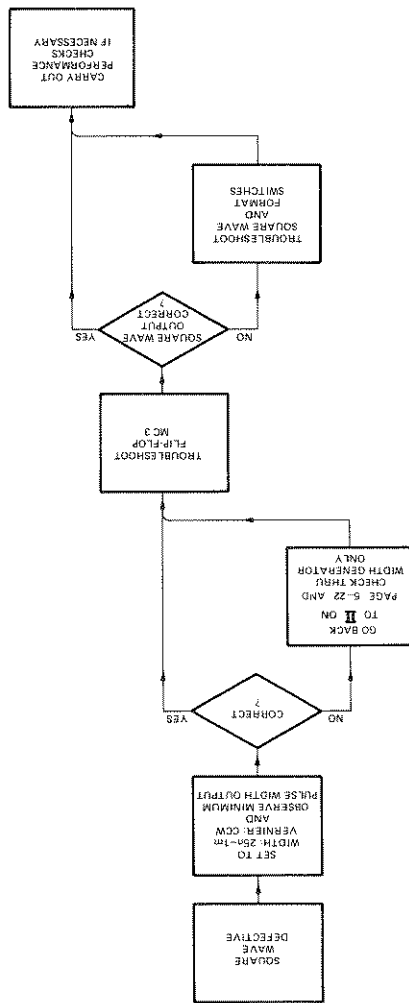 SQUARE
WAVE
DEFECTIVE
SET TO
WIDTH: 25n-1m
VERNIER: CCW
AND
OBSERVE MINIMUM
PULSE WIDTH OUTPUT
CORRECT
?
YES
NO
GO BACK
TO II ON
PAGE 5-22 AND
CHECK THRU
WIDTH GENERATOR
ONLY
TROUBLESHOOT
FLIP-FLOP
MC 3
SQUARE WAVE
OUTPUT
CORRECT
?
YES
NO
TROUBLESHOOT
SQUARE WAVE
AND
FORMAT
SWITCHES
CARRY OUT
PERFORMANCE
CHECKS
IF NECESSARY